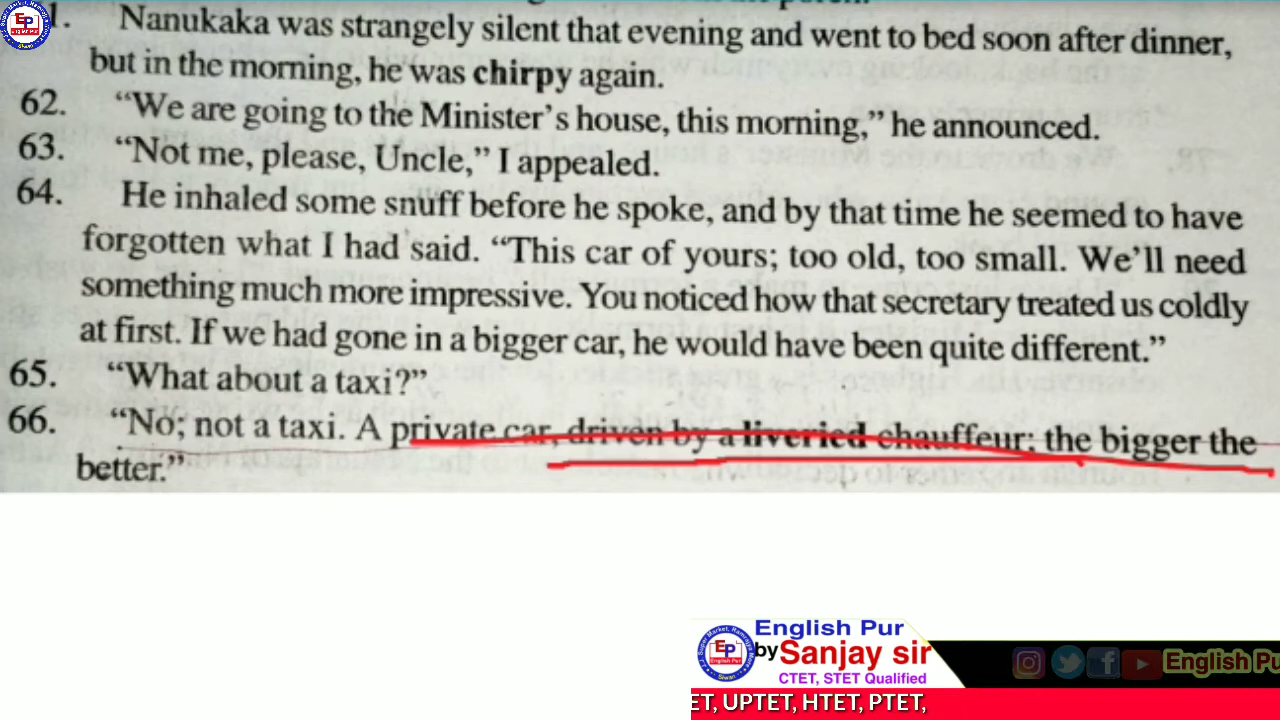 1. Nanukaka was strangely silent that evening and went to bed soon after dinner,
but in the morning, he was chirpy again.
62. “We are going to the Minister’s house, this morning,” he announced.
63. “Not me, please, Uncle,” I appealed.
64. He inhaled some snuff before he spoke, and by that time he seemed to have
forgotten what I had said. “This car of yours; too old, too small. We’ll need
something much more impressive. You noticed how that secretary treated us coldly
at first. If we had gone in a bigger car, he would have been quite different.”
65. “What about a taxi?”
66. “No; not a taxi. A private car, driven by a liveried chauffeur; the bigger the
better.”
EP
EP
English Pur
Siwan
English Pur
by Sanjay sir
CTET, STET Qualified
English Pu
ET, UPTET, HTET, PTET,